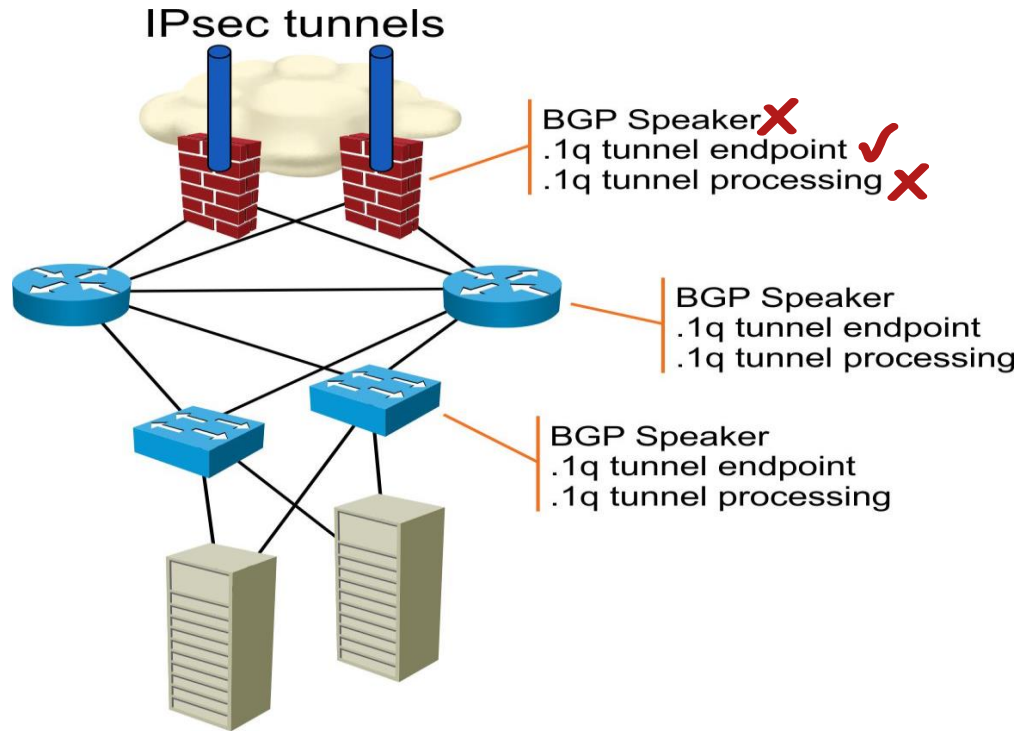 IPsec tunnels
BGP Speaker
.1q tunnel endpoint
.1q tunnel processing
BGP Speaker
.1q tunnel endpoint
.1q tunnel processing
BGP Speaker
.1q tunnel endpoint
.1q tunnel processing